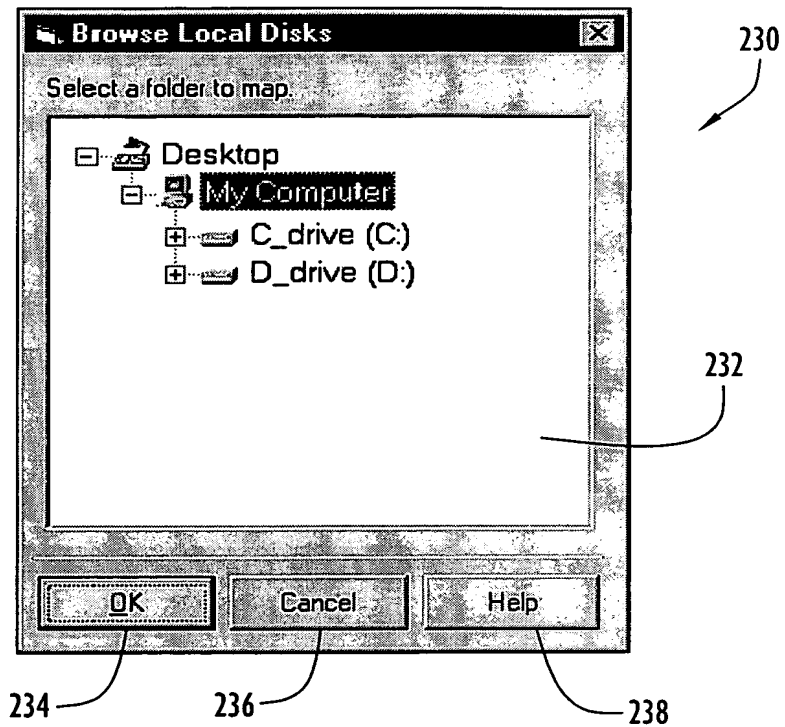 Browse Local Disks
230
Select a folder to map.
Desktop
My Computer
C_drive (C:)
D_drive (D:)
232
OK Cancel Help
234 236 238